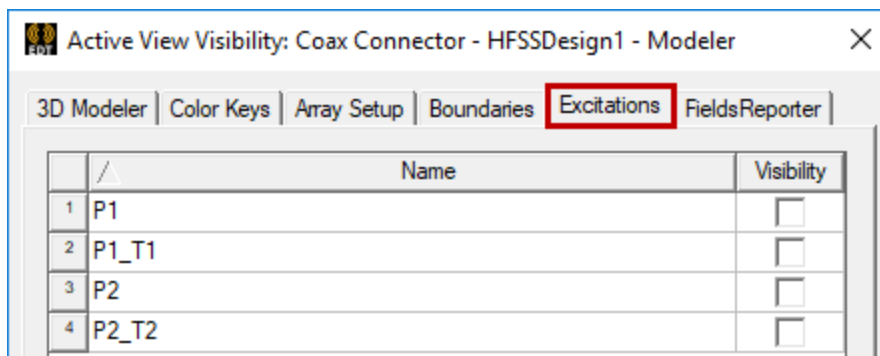 EDT Active View Visibility: Coax Connector - HFSSDesign1 - Modeler
3D Modeler Color Keys Array Setup Boundaries Excitations FieldsReporter
Name Visibility
1 P1
2 P1_T1
3 P2
4 P2_T2